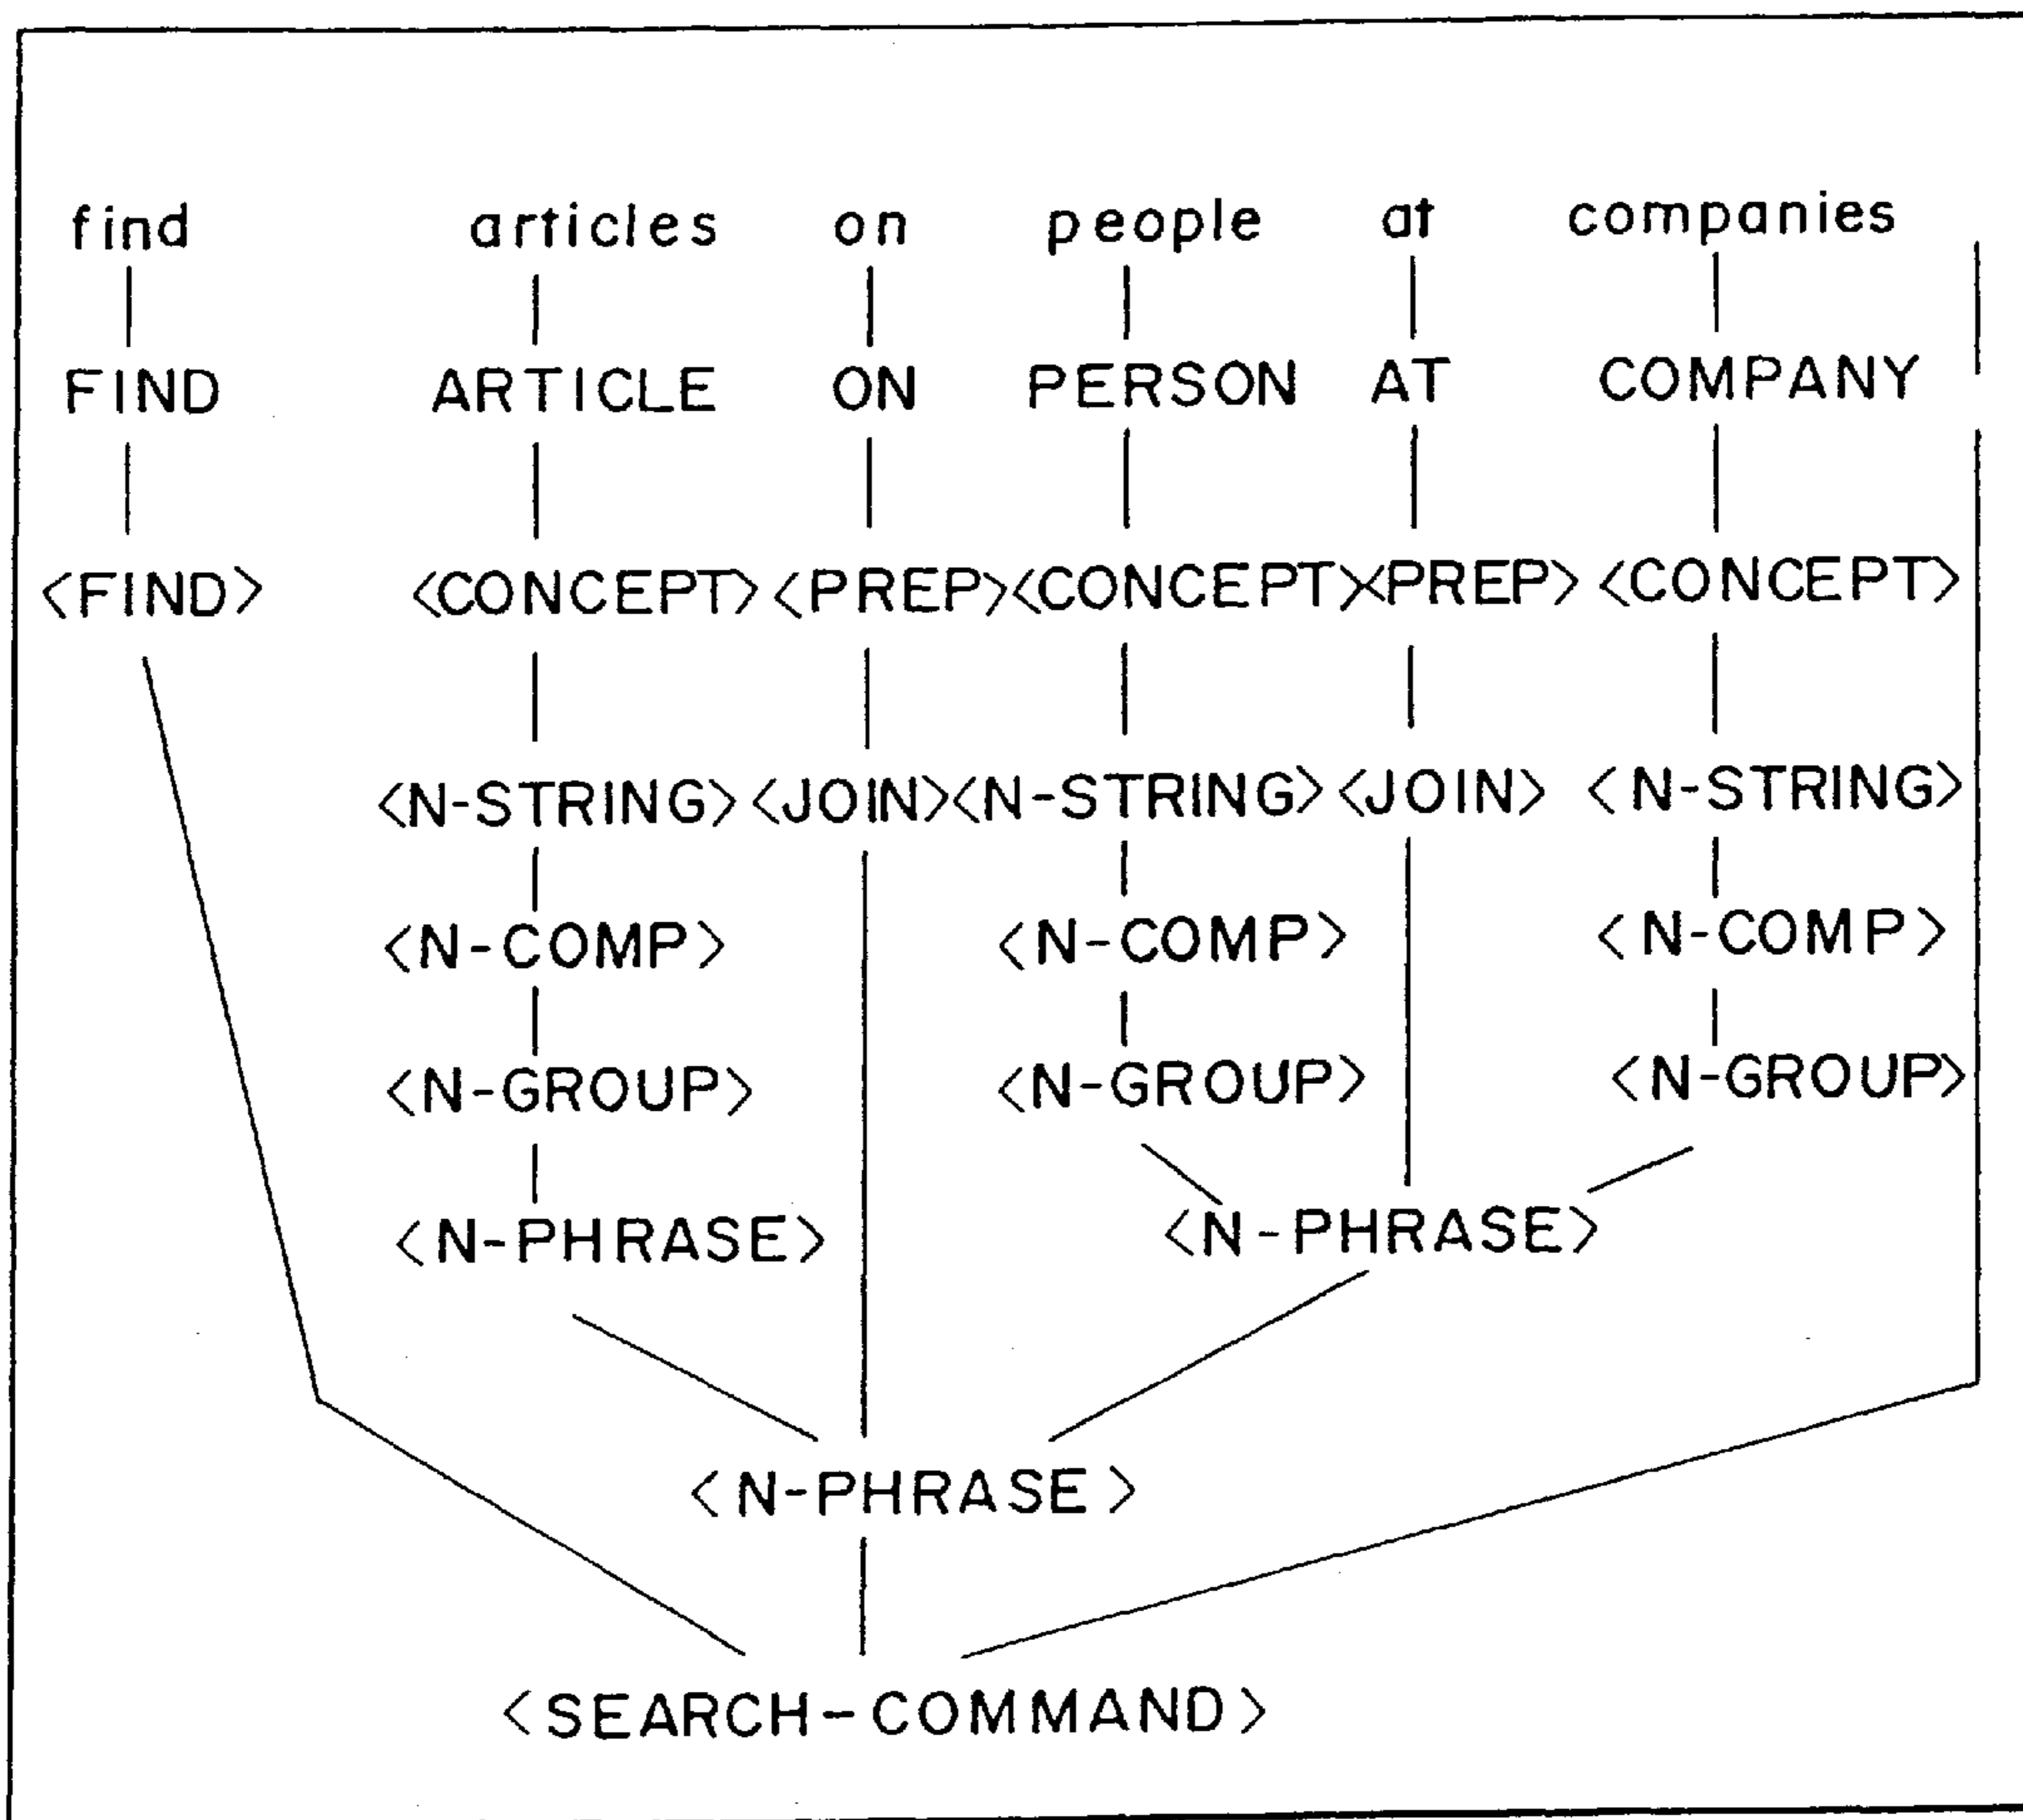 find articles on people at companies
FIND ARTICLE ON PERSON AT COMPANY
<FIND> <CONCEPT> <PREP> <CONCEPT> <PREP> <CONCEPT>
<N-STRING> <JOIN> <N-STRING> <JOIN> <N-STRING>
<N-COMP> <N-COMP> <N-COMP>
<N-GROUP> <N-GROUP> <N-GROUP>
<N-PHRASE> <N-PHRASE>
<N-PHRASE>
<SEARCH-COMMAND>